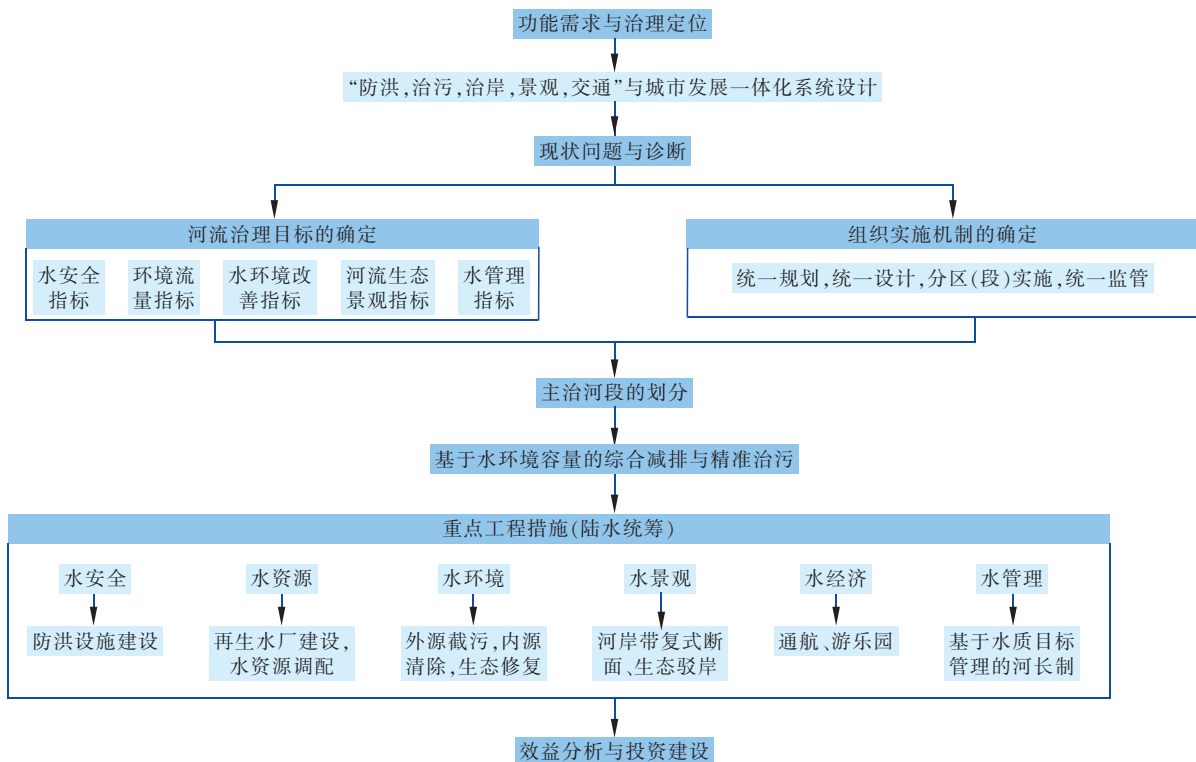 功能需求与治理定位
“防洪,治污,治岸,景观,交通”与城市发展一体化系统设计
现状问题与诊断
河流治理目标的确定
水安全
指标
环境流
量指标
水环境改
善指标
河流生态
景观指标
水管理
指标
组织实施机制的确定
统一规划,统一设计,分区(段)实施,统一监管
主治河段的划分
基于水环境容量的综合减排与精准治污
重点工程措施(陆水统筹)
水安全
防洪设施建设
水资源
再生水厂建设,
水资源调配
水环境
外源截污,内源
清除,生态修复
水景观
河岸带复式断
面、生态驳岸
水经济
通航、游乐园
水管理
基于水质目标
管理的河长制
效益分析与投资建设